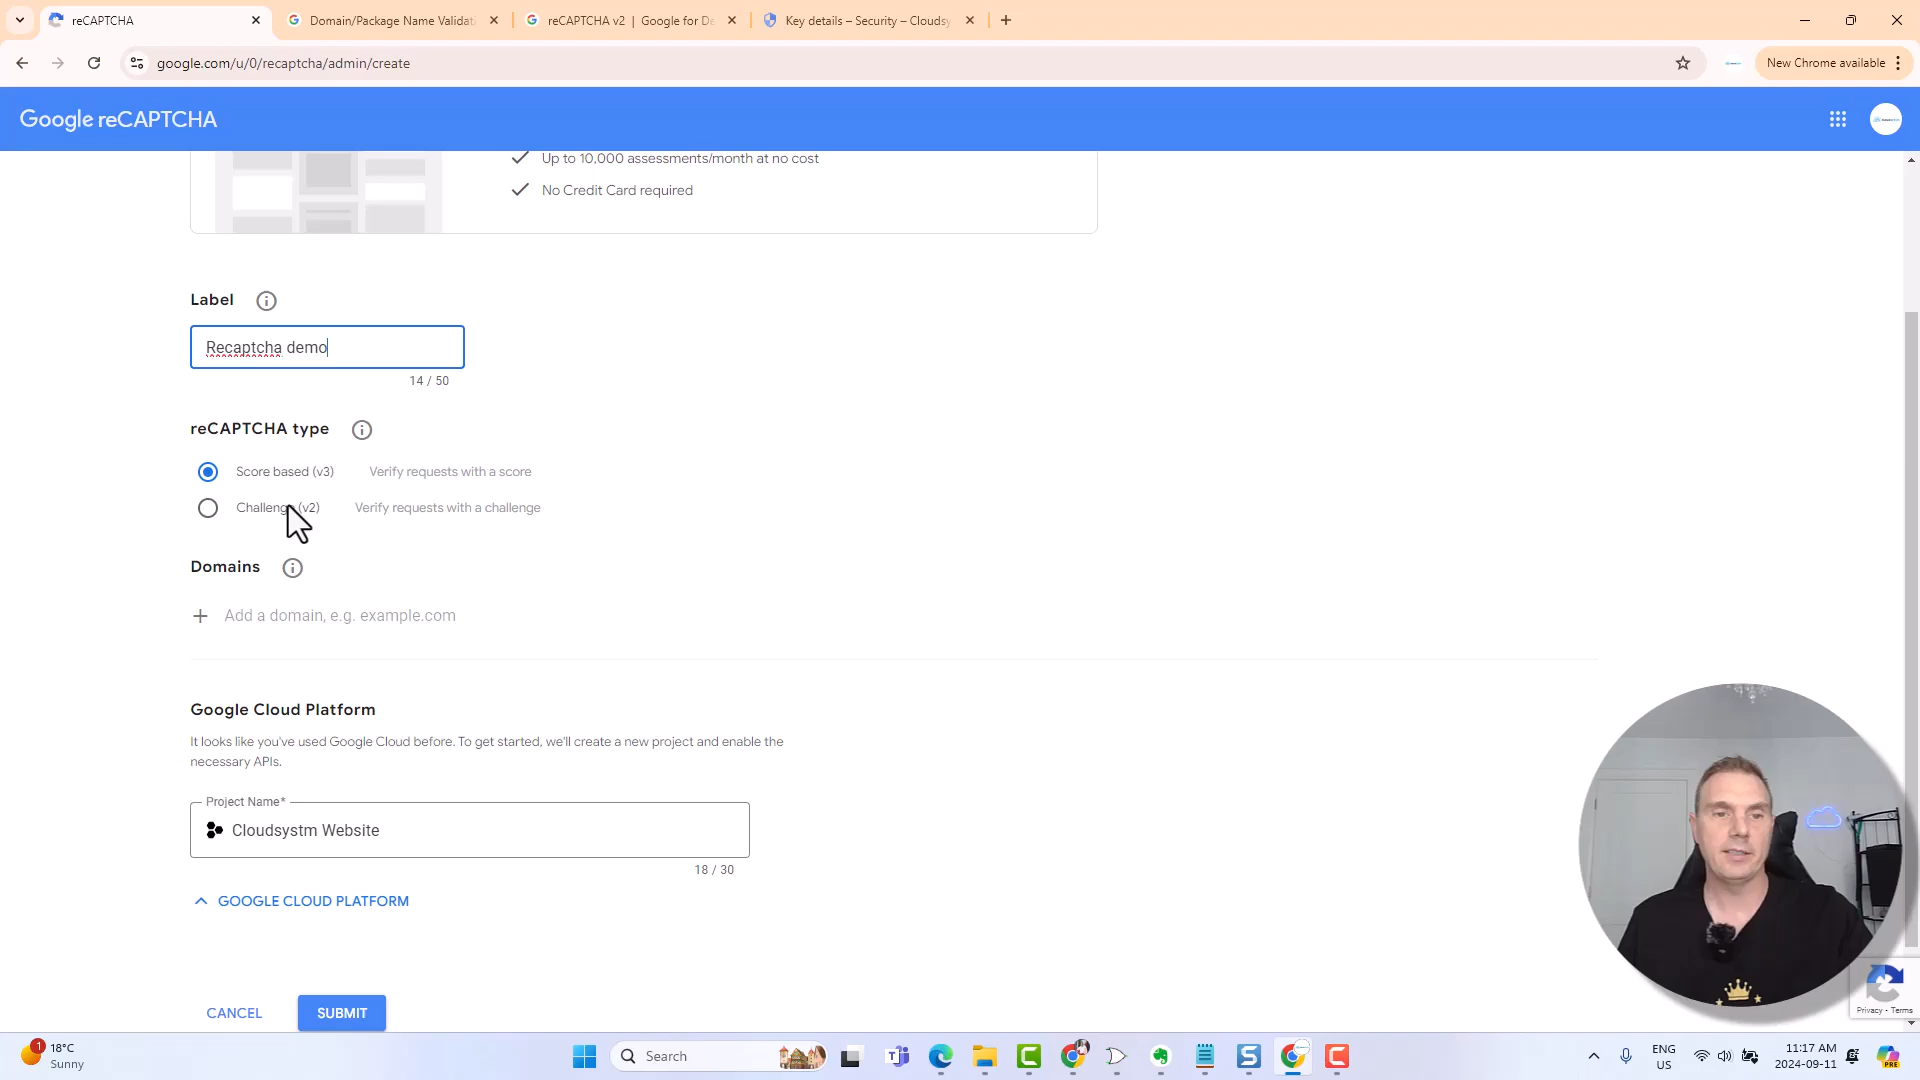 reCAPTCHA
Domain/Package Name Validat
reCAPTCHA v2 | Google for De
Key details – Security – Cloudsy
google.com/u/0/recaptcha/admin/create
New Chrome available
Google reCAPTCHA
Up to 10,000 assessments/month at no cost
No Credit Card required
Label
Recaptcha demo
14 / 50
reCAPTCHA type
Score based (v3) Verify requests with a score
Challenge (v2) Verify requests with a challenge
Domains
Add a domain, e.g. example.com
Google Cloud Platform
It looks like you've used Google Cloud before. To get started, we'll create a new project and enable the
necessary APIs.
Project Name*
Cloudsystm Website
18 / 30
GOOGLE CLOUD PLATFORM
CANCEL
SUBMIT
Privacy - Terms
1
18°C
Sunny
Search
ENG
US
11:17 AM
2024-09-11
PRE